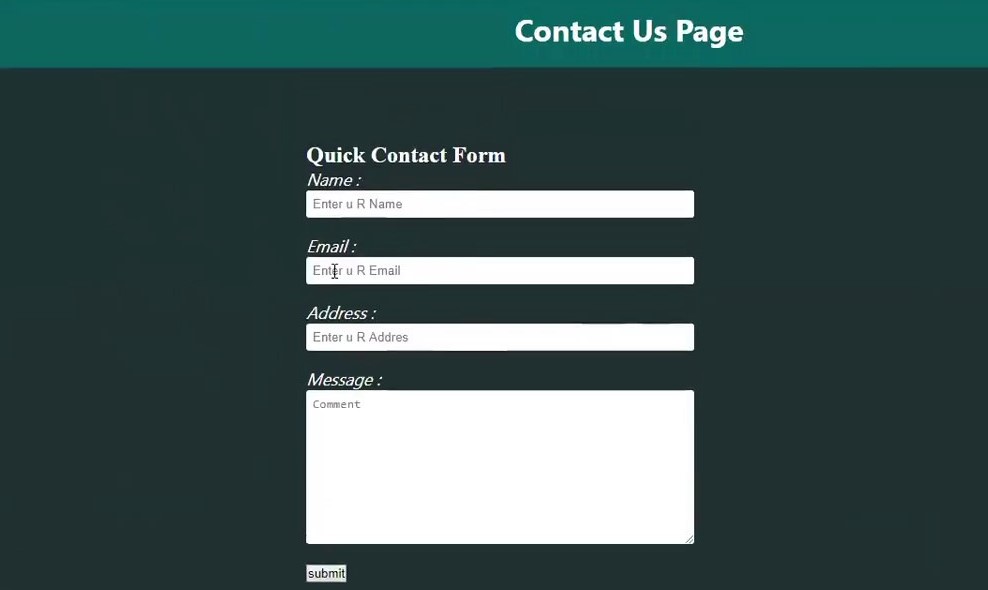 Contact Us Page
Quick Contact Form
Name :
Enter u R Name
Email :
Enter u R Email
Address :
Enter u R Addres
Message :
Comment
submit